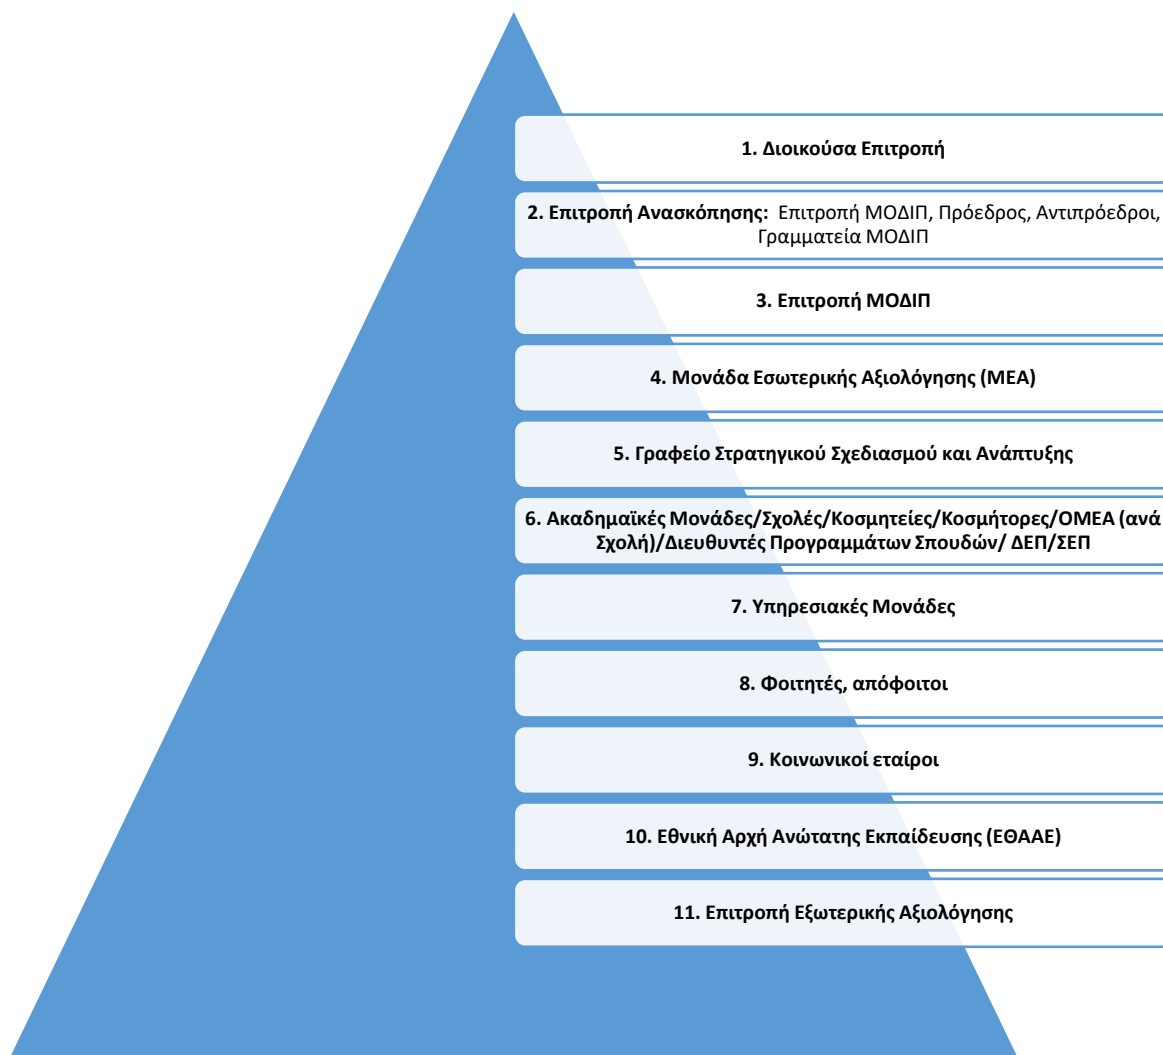 1. Διοικούσα Επιτροπή
2. Επιτροπή Ανασκόπησης: Επιτροπή ΜΟΔΙΠ, Πρόεδρος, Αντιπρόεδροι,
Γραμματεία ΜΟΔΙΠ
3. Επιτροπή ΜΟΔΙΠ
4. Μονάδα Εσωτερικής Αξιολόγησης (ΜΕΑ)
5. Γραφείο Στρατηγικού Σχεδιασμού και Ανάπτυξης
6. Ακαδημαϊκές Μονάδες/Σχολές/Κοσμητείες/Κοσμήτορες/ΟΜΕΑ (ανά
Σχολή)/Διευθυντές Προγραμμάτων Σπουδών/ ΔΕΠ/ΣΕΠ
7. Υπηρεσιακές Μονάδες
8. Φοιτητές, απόφοιτοι
9. Κοινωνικοί εταίροι
10. Εθνική Αρχή Ανώτατης Εκπαίδευσης (ΕΘΑΑΕ)
11. Επιτροπή Εξωτερικής Αξιολόγησης